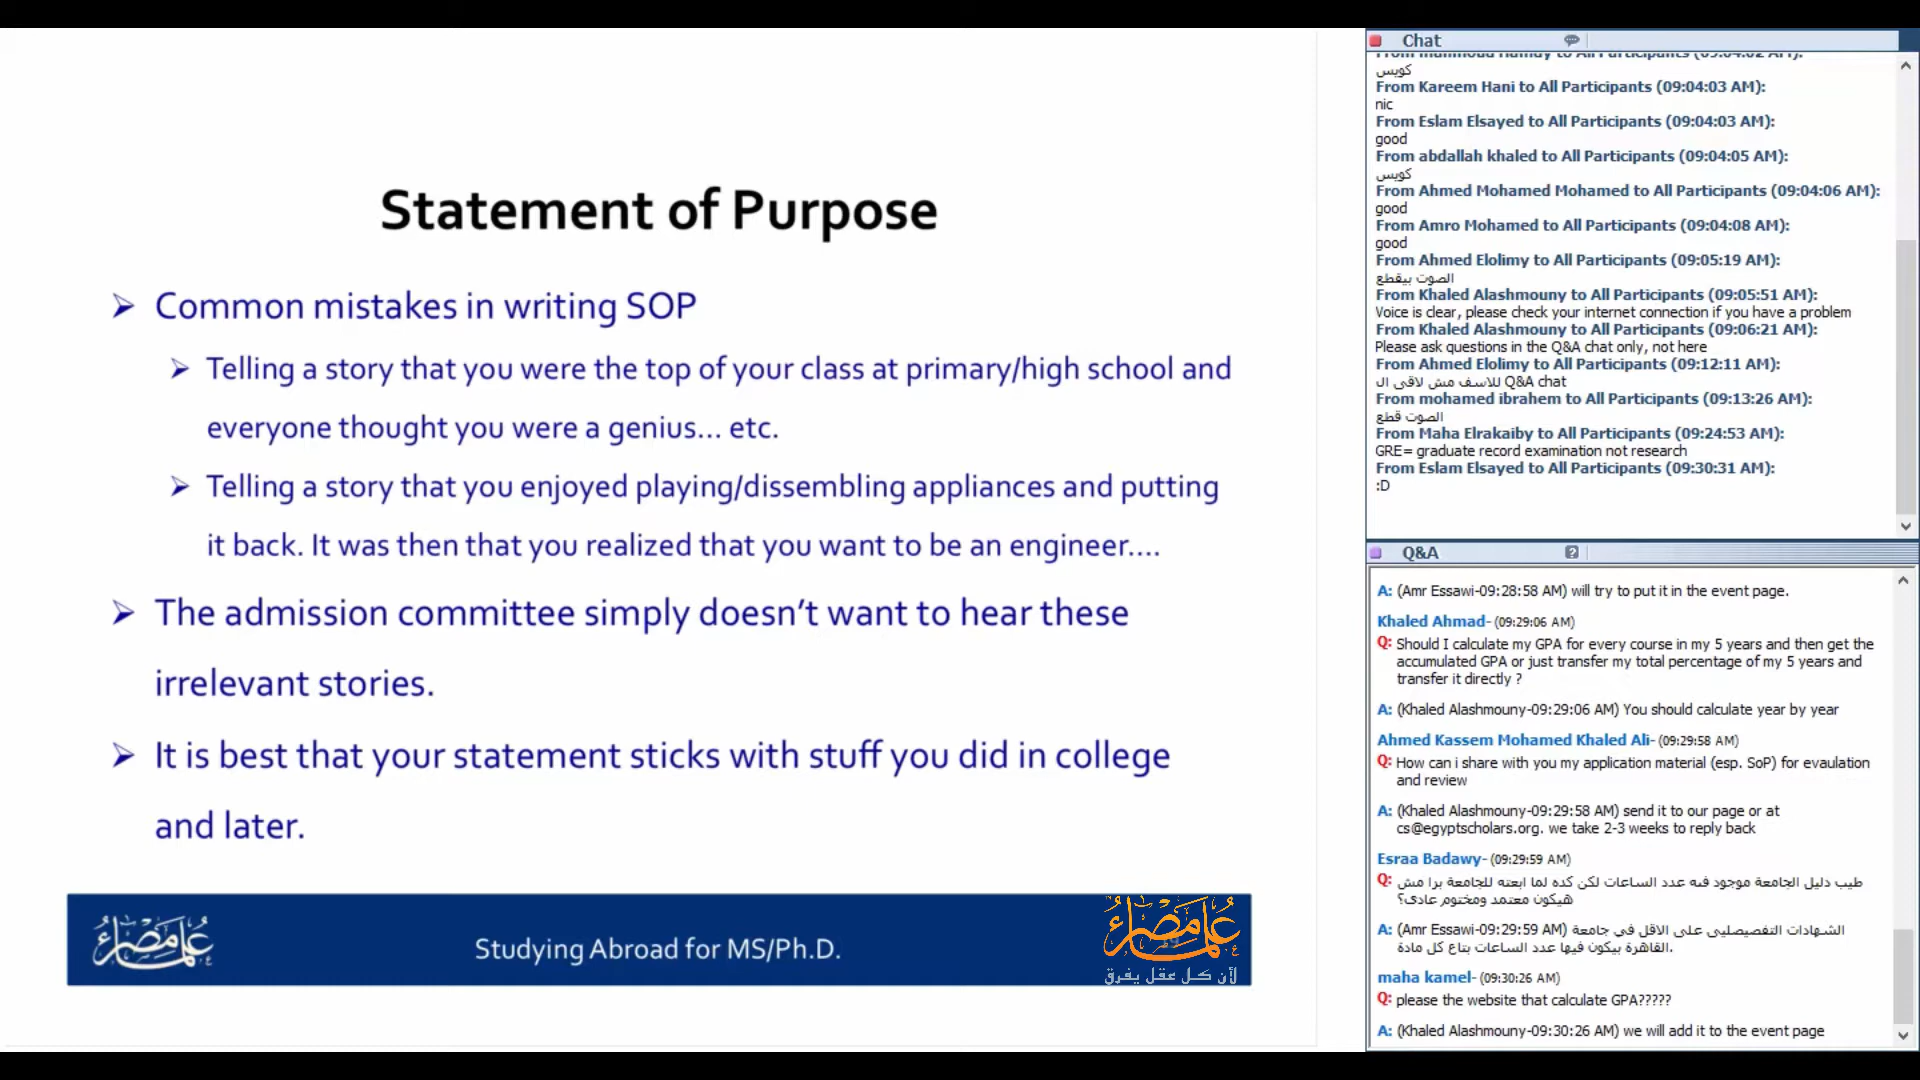 Statement of Purpose
Common mistakes in writing SOP
Telling a story that you were the top of your class at primary/high school and
everyone thought you were a genius... etc.
Telling a story that you enjoyed playing/dissembling appliances and putting
it back. It was then that you realized that you want to be an engineer....
The admission committee simply doesn't want to hear these
irrelevant stories.
It is best that your statement sticks with stuff you did in college
and later.
علماء مصر
Studying Abroad for MS/Ph.D.
علماء مصر
لأن كل عقل يفرق
Chat
From mahmoud hamdy to All Participants (09:04:02 AM):
كويس
From Kareem Hani to All Participants (09:04:03 AM):
nic
From Eslam Elsayed to All Participants (09:04:03 AM):
good
From abdallah khaled to All Participants (09:04:05 AM):
كويس
From Ahmed Mohamed Mohamed to All Participants (09:04:06 AM):
good
From Amro Mohamed to All Participants (09:04:08 AM):
good
From Ahmed Elolimy to All Participants (09:05:19 AM):
الصوت بيقطع
From Khaled Alashmouny to All Participants (09:05:51 AM):
Voice is clear, please check your internet connection if you have a problem
From Khaled Alashmouny to All Participants (09:06:21 AM):
Please ask questions in the Q&A chat only, not here
From Ahmed Elolimy to All Participants (09:12:11 AM):
للاسف مش لاقى ال Q&A chat
From mohamed ibrahem to All Participants (09:13:26 AM):
الصوت قطع
From Maha Elrakaiby to All Participants (09:24:53 AM):
GRE= graduate record examination not research
From Eslam Elsayed to All Participants (09:30:31 AM):
:D
Q&A
A: (Amr Essawi-09:28:58 AM) will try to put it in the event page.
Khaled Ahmad- (09:29:06 AM)
Q: Should I calculate my GPA for every course in my 5 years and then get the
accumulated GPA or just transfer my total percentage of my 5 years and
transfer it directly ?
A: (Khaled Alashmouny-09:29:06 AM) You should calculate year by year
Ahmed Kassem Mohamed Khaled Ali- (09:29:58 AM)
Q: How can i share with you my application material (esp. SoP) for evaulation
and review
A: (Khaled Alashmouny-09:29:58 AM) send it to our page or at
cs@egyptscholars.org. we take 2-3 weeks to reply back
Esraa Badawy- (09:29:59 AM)
Q: طيب دليل الجامعة موجود فيه عدد الساعات لكن كده لما ابعته للجامعة برا مش
هيكون معتمد ومختوم عادى؟
A: (Amr Essawi-09:29:59 AM) الشهادات التفصيليى على الاقل في جامعة
القاهرة بيكون فيها عدد الساعات بتاع كل مادة.
maha kamel- (09:30:26 AM)
Q: please the website that calculate GPA?????
A: (Khaled Alashmouny-09:30:26 AM) we will add it to the event page